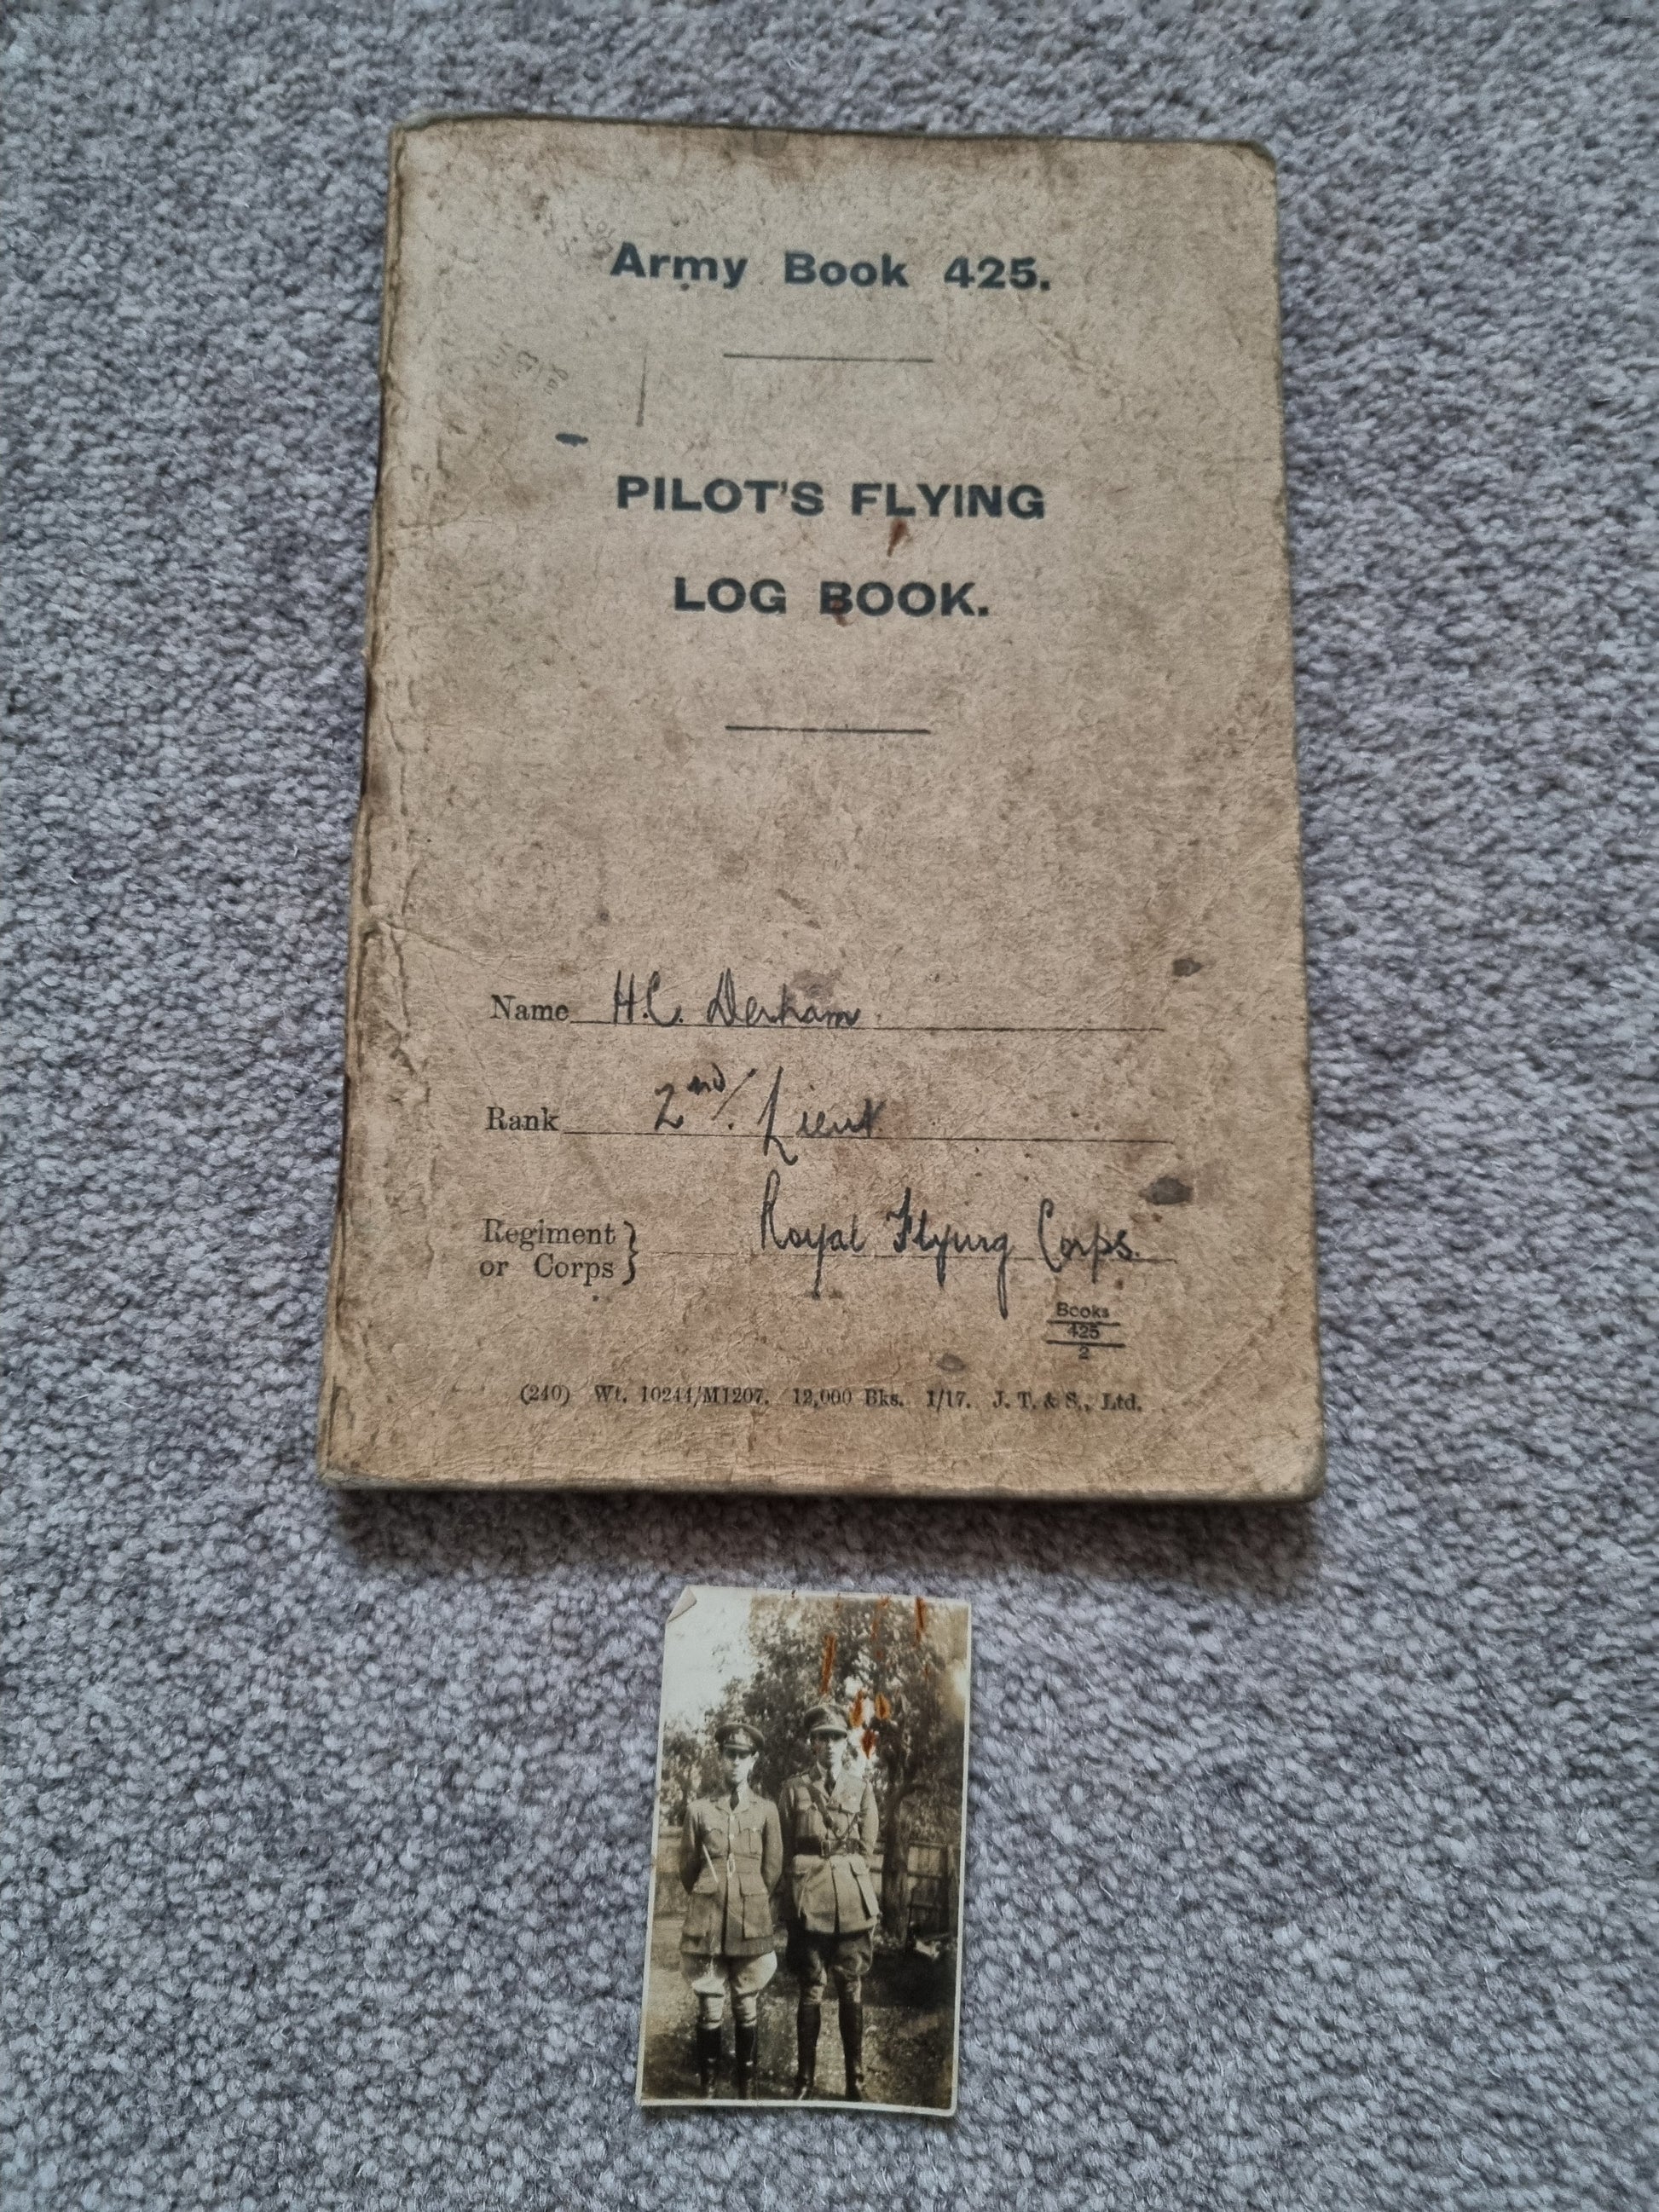 Army Book 425.
PILOT'S FLYING
LOG BOOK.
Name H.C. Derham
Rank 2nd/. Lieut
Regiment or Corps } Royal Flying Corps.
Books
425
2
(240) Wt. 10244/M1207. 12,000 Bks. 1/17. J. T. & S., Ltd.